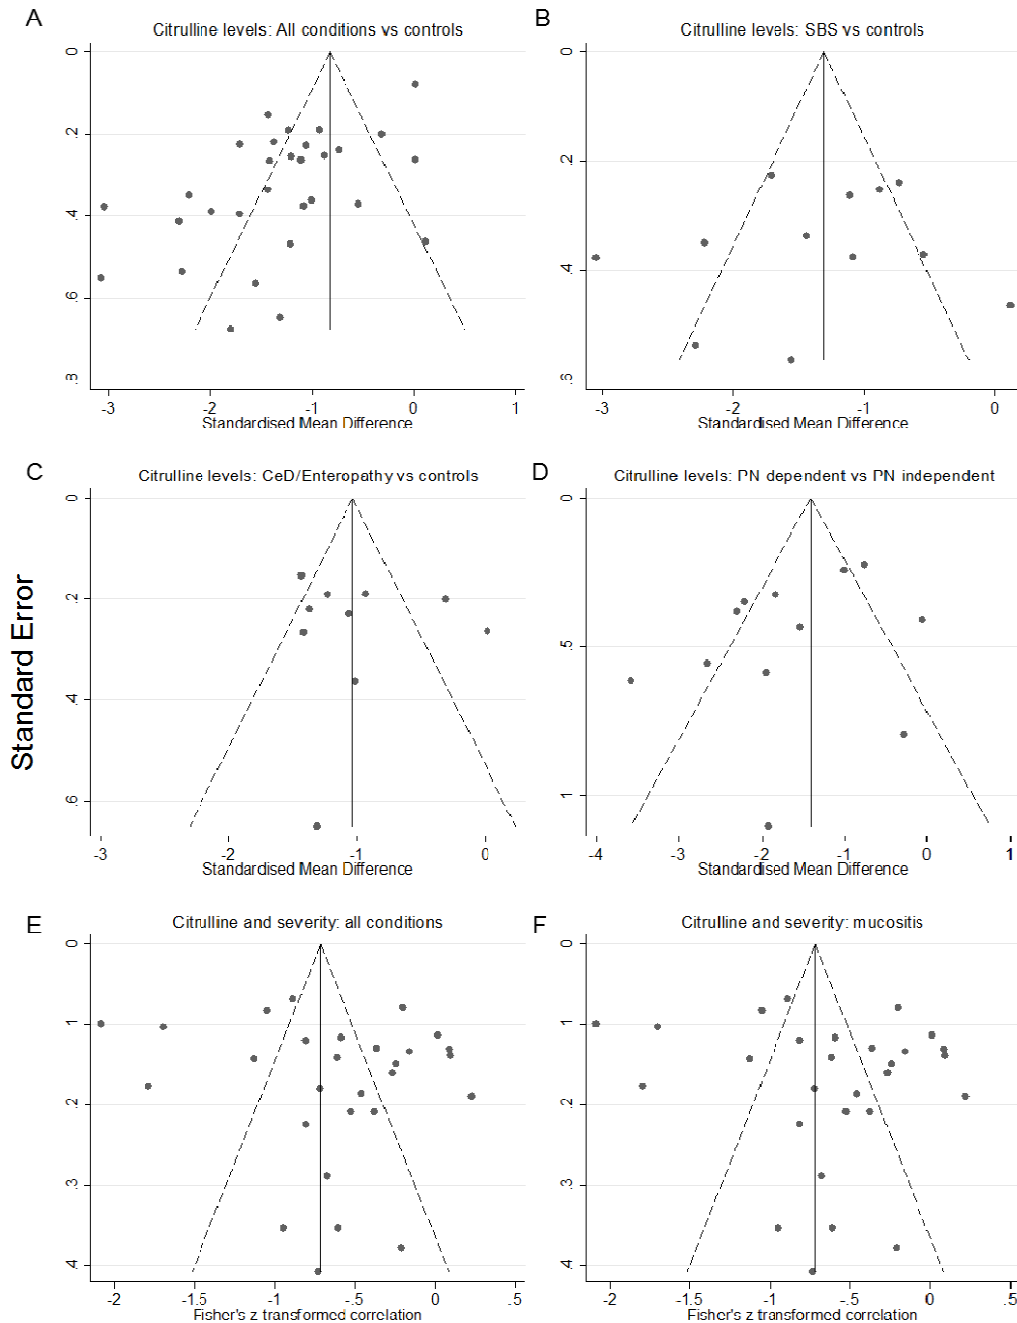 A
Citrulline levels: All conditions vs controls
0
.2
.4
.6
.8
-3
-2
-1
0
1
Standardised Mean Difference
B
Citrulline levels: SBS vs controls
0
.2
.4
-3
-2
-1
0
Standardised Mean Difference
C
Citrulline levels: CeD/Enteropathy vs controls
0
.2
.4
.6
-3
-2
-1
0
Standardised Mean Difference
D
Citrulline levels: PN dependent vs PN independent
0
.5
1
-4
-3
-2
-1
0
1
Standardised Mean Difference
Standard Error
E
Citrulline and severity: all conditions
0
.1
.2
.3
.4
-2
-1.5
-1
-.5
0
.5
Fisher's z transformed correlation
F
Citrulline and severity: mucositis
0
.1
.2
.3
.4
-2
-1.5
-1
-.5
0
.5
Fisher's z transformed correlation